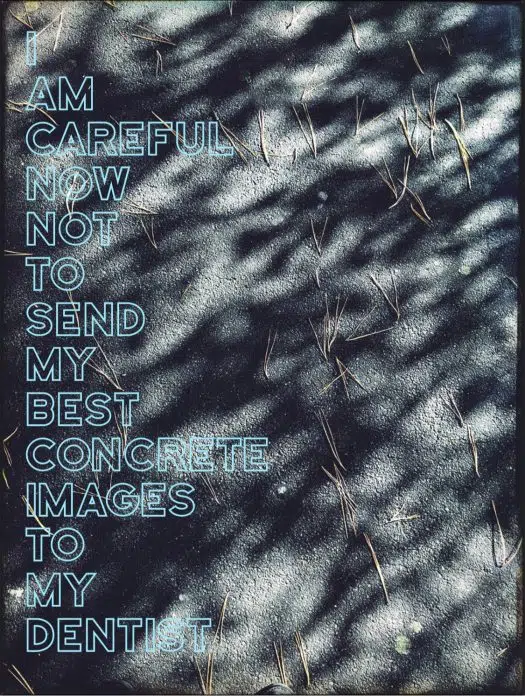 I
AM
CAREFUL
NOW
NOT
TO
SEND
MY
BEST
CONCRETE
IMAGES
TO
MY
DENTIST